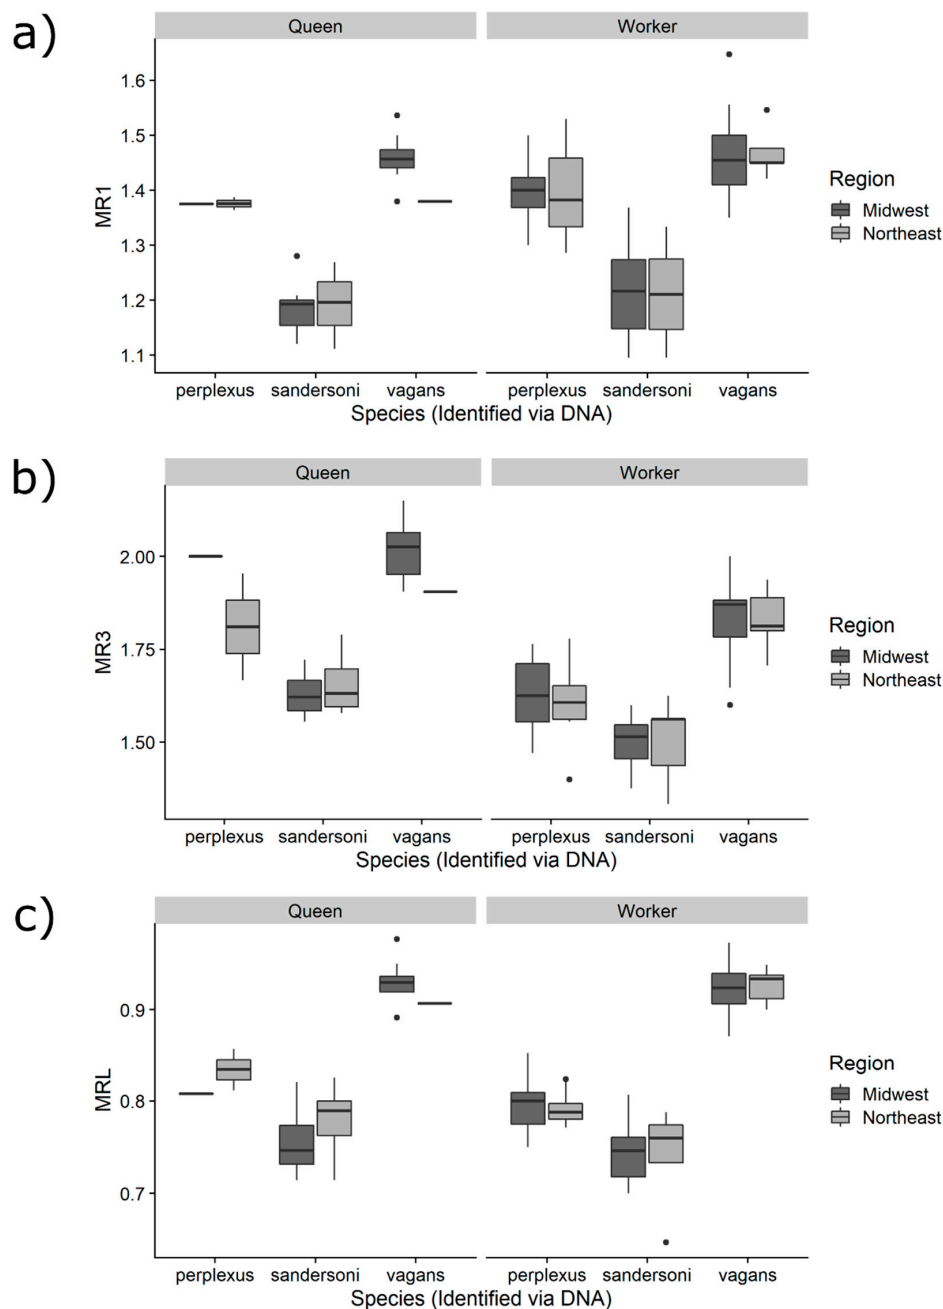 a)
Queen
Worker
MR1
1.6
1.5
1.4
1.3
1.2
1.1
perplexus sandersoni vagans
perplexus sandersoni vagans
Species (Identified via DNA)
Region
Midwest
Northeast
b)
Queen
Worker
MR3
2.00
1.75
1.50
perplexus sandersoni vagans
perplexus sandersoni vagans
Species (Identified via DNA)
Region
Midwest
Northeast
c)
Queen
Worker
MRL
0.9
0.8
0.7
perplexus sandersoni vagans
perplexus sandersoni vagans
Species (Identified via DNA)
Region
Midwest
Northeast